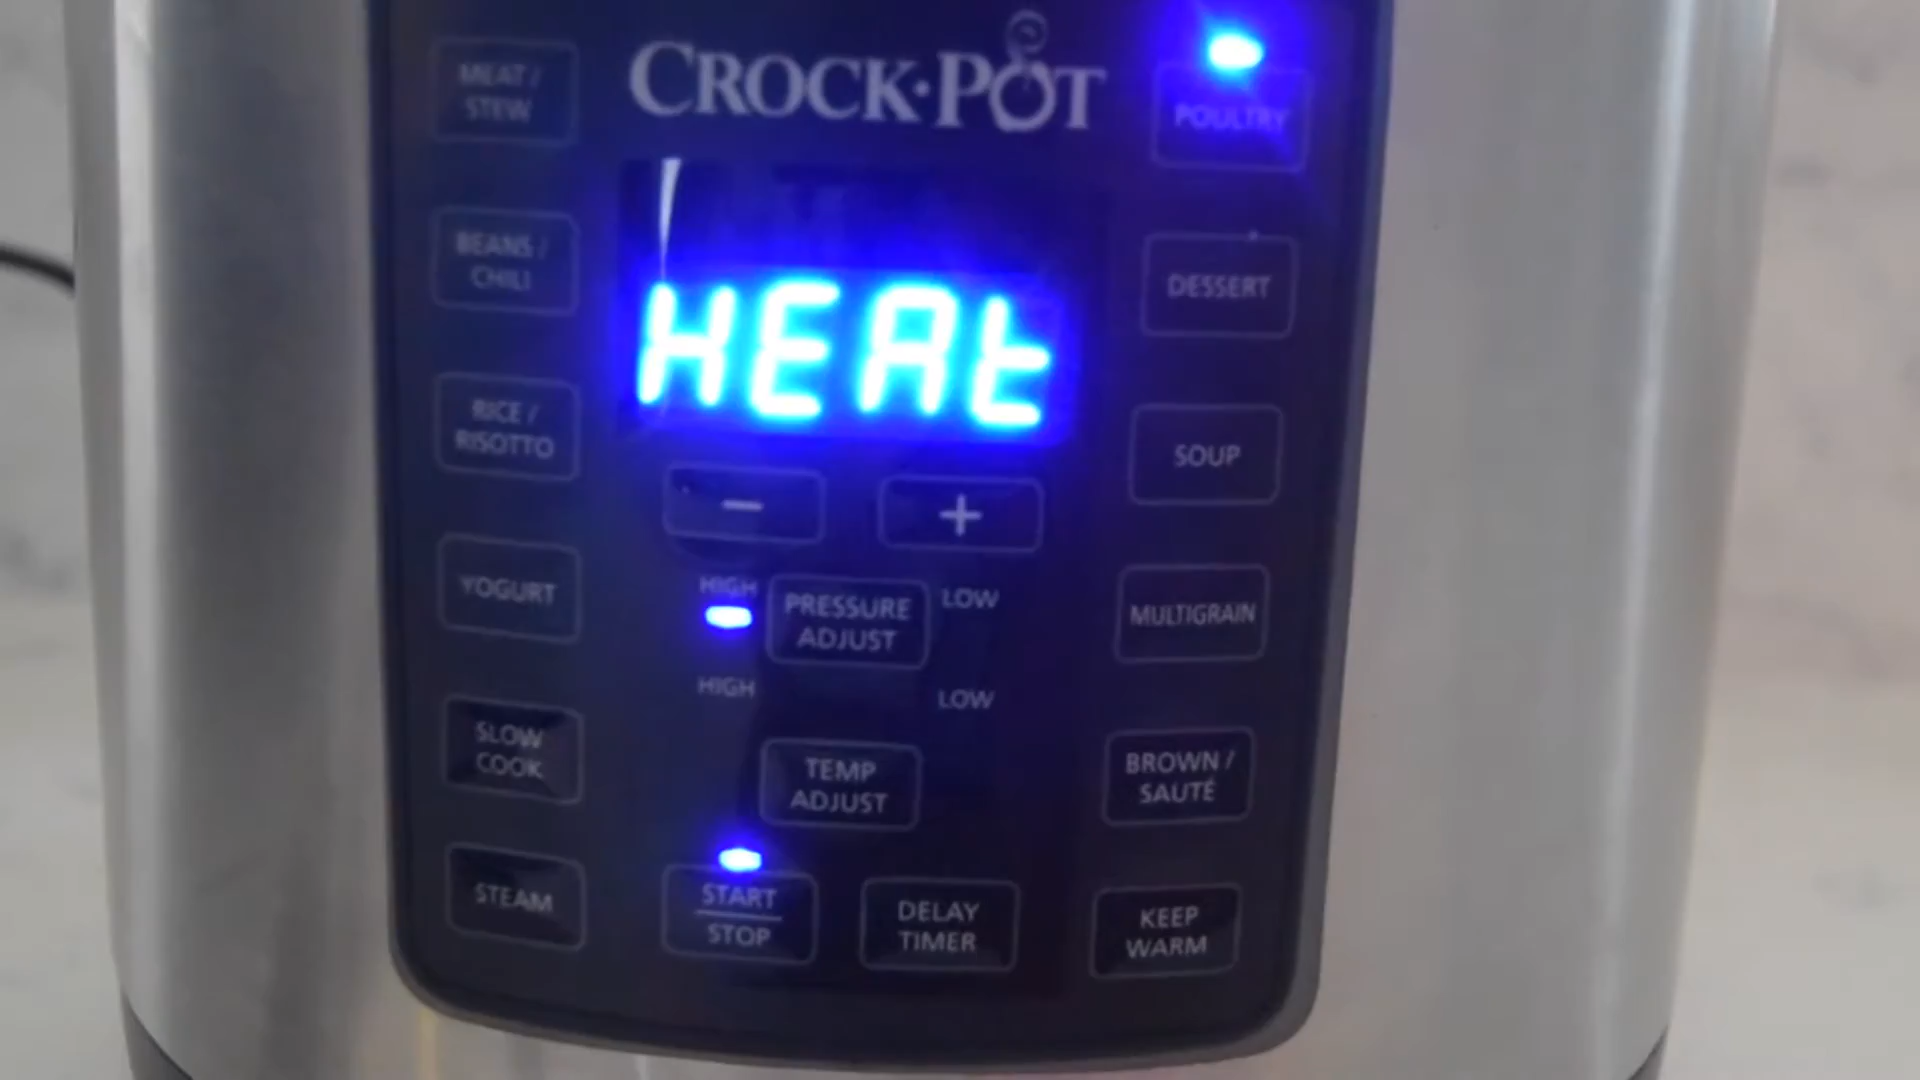 CROCK·POT
MEAT /
STEW
POULTRY
BEANS /
CHILI
HEAt
DESSERT
RICE /
RISOTTO
SOUP
−
+
YOGURT
HIGH
PRESSURE
ADJUST
LOW
MULTIGRAIN
HIGH
LOW
SLOW
COOK
TEMP
ADJUST
BROWN /
SAUTÉ
STEAM
START
STOP
DELAY
TIMER
KEEP
WARM